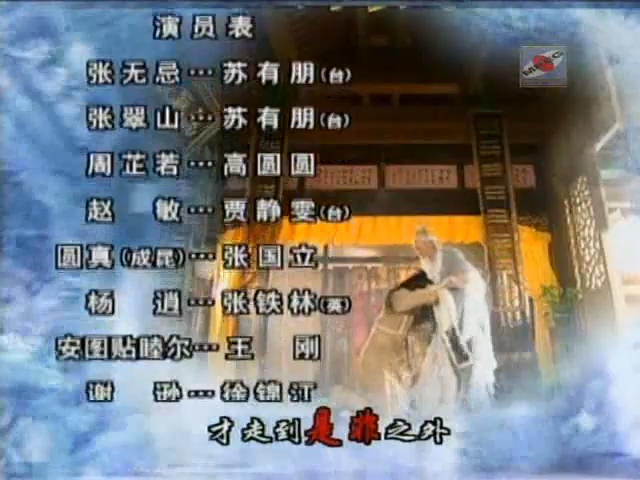 演员表
张无忌…苏有朋(台)
张翠山…苏有朋(台)
周芷若…高圆圆
赵敏…贾静雯(台)
圆真(成昆)…张国立
杨逍…张铁林(英)
安图贴睦尔…王刚
谢逊…徐锦江
才走到是非之外